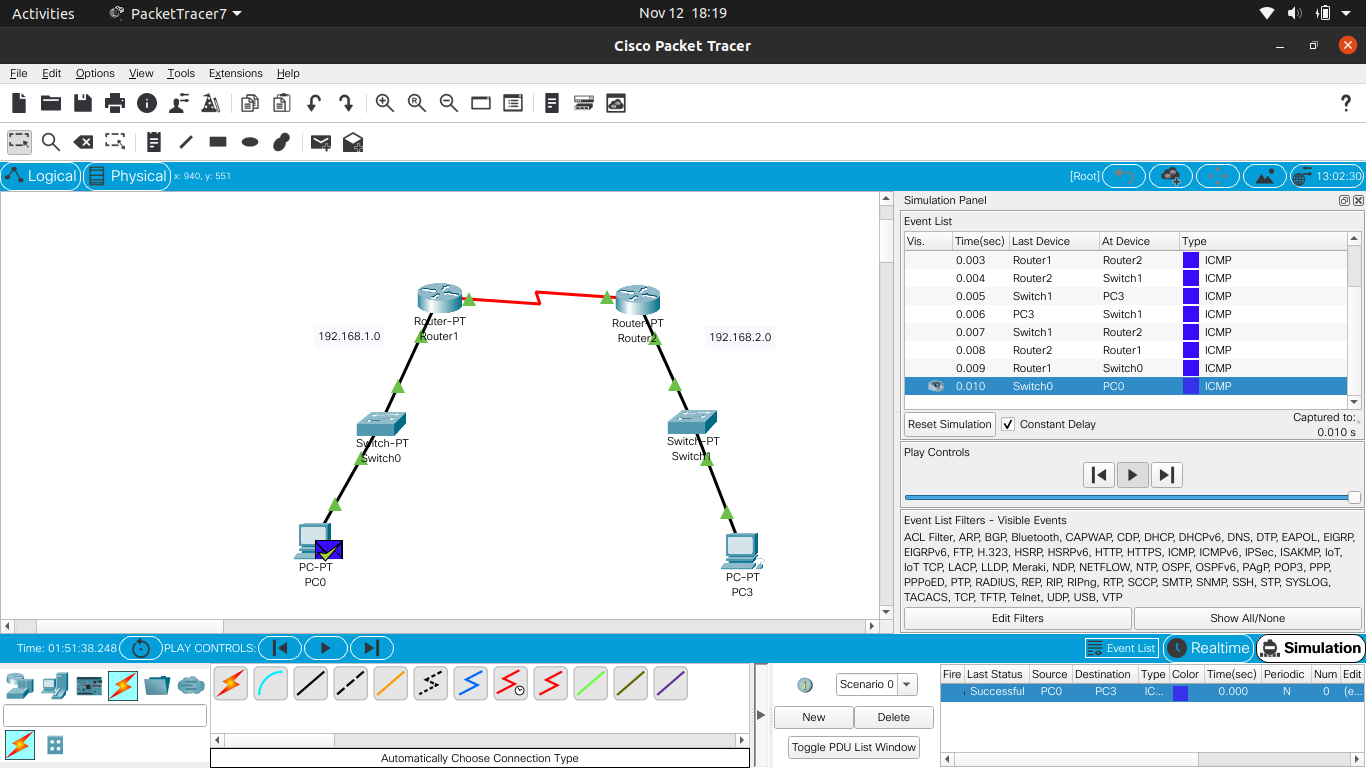 Activities PacketTracer7 Nov 12 18:19
Cisco Packet Tracer
File Edit Options View Tools Extensions Help
?
Logical Physical x: 940, y: 551 [Root] 13:02:30
Simulation Panel
Event List
Vis. Time(sec) Last Device At Device Type
0.003 Router1 Router2 ICMP
0.004 Router2 Switch1 ICMP
0.005 Switch1 PC3 ICMP
0.006 PC3 Switch1 ICMP
0.007 Switch1 Router2 ICMP
0.008 Router2 Router1 ICMP
0.009 Router1 Switch0 ICMP
0.010 Switch0 PC0 ICMP
Reset Simulation Constant Delay Captured to:
0.010 s
Play Controls
Event List Filters - Visible Events
ACL Filter, ARP, BGP, Bluetooth, CAPWAP, CDP, DHCP, DHCPv6, DNS, DTP, EAPOL, EIGRP,
EIGRPv6, FTP, H.323, HSRP, HSRPv6, HTTP, HTTPS, ICMP, ICMPv6, IPSec, ISAKMP, IoT,
IoT TCP, LACP, LLDP, Meraki, NDP, NETFLOW, NTP, OSPF, OSPFv6, PAgP, POP3, PPP,
PPPoED, PTP, RADIUS, REP, RIP, RIPng, RTP, SCCP, SMTP, SNMP, SSH, STP, SYSLOG,
TACACS, TCP, TFTP, Telnet, UDP, USB, VTP
Edit Filters Show All/None
Router-PT
Router1
192.168.1.0
Router-PT
Router2
192.168.2.0
Switch-PT
Switch0
Switch-PT
Switch1
PC-PT
PC0
PC-PT
PC3
Time: 01:51:38.248 PLAY CONTROLS: Event List Realtime Simulation
Automatically Choose Connection Type
Scenario 0
New Delete
Toggle PDU List Window
Fire Last Status Source Destination Type Color Time(sec) Periodic Num Edit
Successful PC0 PC3 IC... 0.000 N 0 (e...